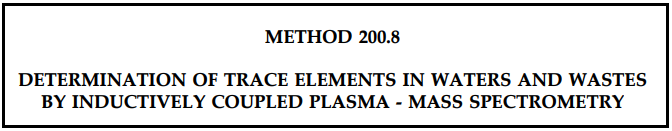 METHOD 200.8
DETERMINATION OF TRACE ELEMENTS IN WATERS AND WASTES
BY INDUCTIVELY COUPLED PLASMA - MASS SPECTROMETRY